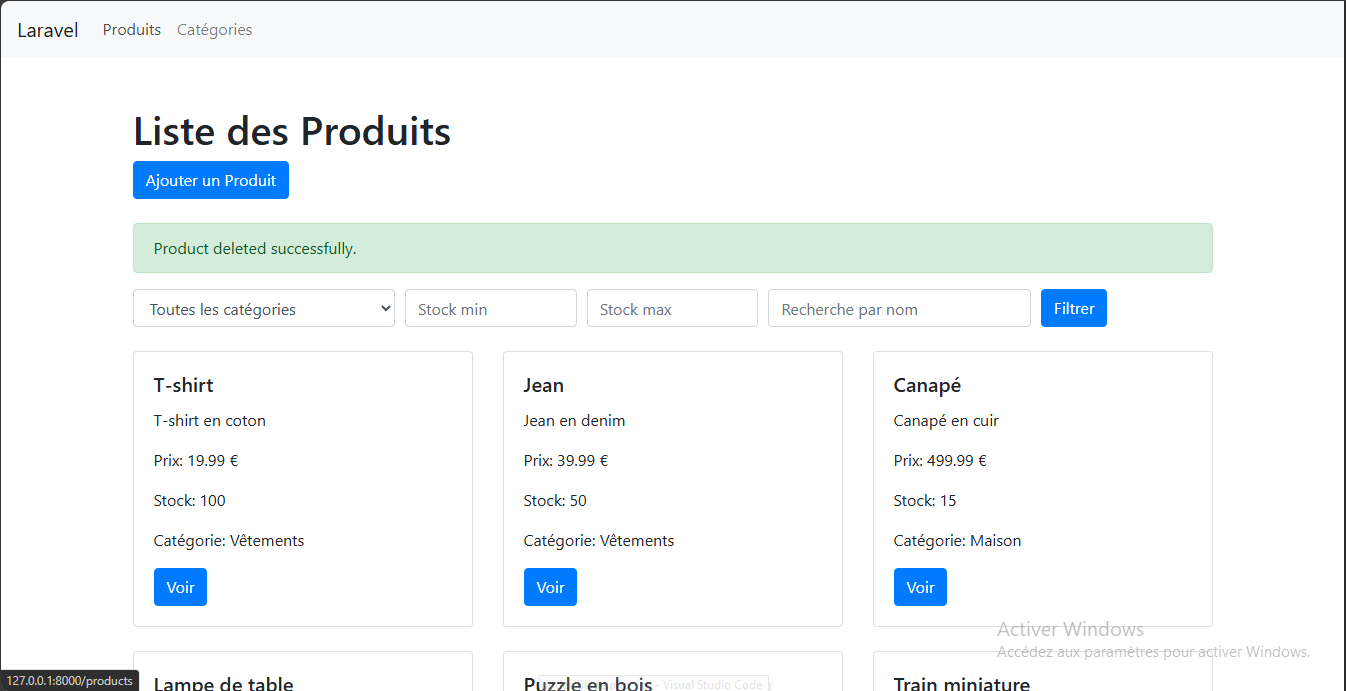 Laravel Produits Catégories
Liste des Produits
Ajouter un Produit
Product deleted successfully.
Toutes les catégories Stock min Stock max Recherche par nom Filtrer
T-shirt
T-shirt en coton
Prix: 19.99 €
Stock: 100
Catégorie: Vêtements
Voir
Jean
Jean en denim
Prix: 39.99 €
Stock: 50
Catégorie: Vêtements
Voir
Canapé
Canapé en cuir
Prix: 499.99 €
Stock: 15
Catégorie: Maison
Voir
Activer Windows
Accédez aux paramètres pour activer Windows.
Lampe de table
Puzzle en bois
Train miniature
- Visual Studio Code
127.0.0.1:8000/products